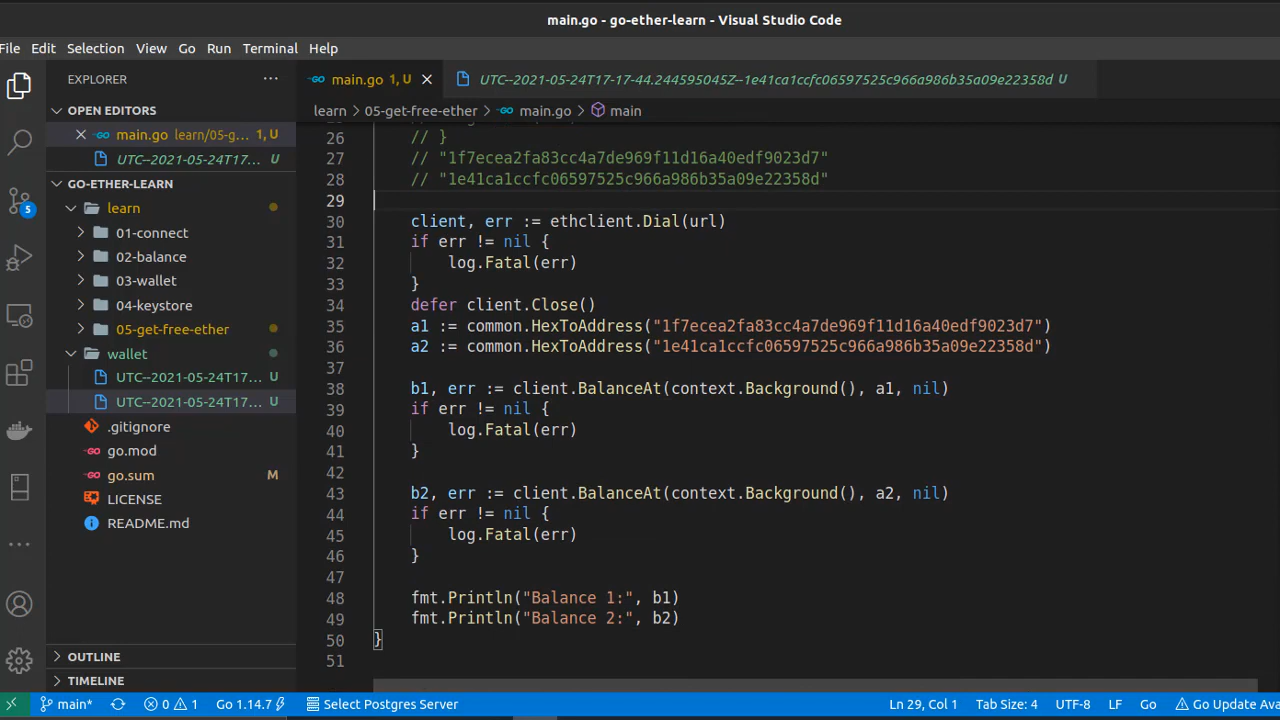 main.go - go-ether-learn - Visual Studio Code
File Edit Selection View Go Run Terminal Help
EXPLORER ...
main.go 1, U
UTC--2021-05-24T17-17-44.244595045Z--1e41ca1ccfc06597525c966a986b35a09e22358d U
OPEN EDITORS
learn > 05-get-free-ether > main.go > main
main.go learn/05-g... 1, U
UTC--2021-05-24T17... U
GO-ETHER-LEARN
learn
01-connect
02-balance
03-wallet
04-keystore
05-get-free-ether
wallet
UTC--2021-05-24T17... U
UTC--2021-05-24T17... U
.gitignore
go.mod
go.sum M
LICENSE
README.md
OUTLINE
TIMELINE
5
26 // }
27 // "1f7ecea2fa83cc4a7de969f11d16a40edf9023d7"
28 // "1e41ca1ccfc06597525c966a986b35a09e22358d"
29
30 client, err := ethclient.Dial(url)
31 if err != nil {
32 log.Fatal(err)
33 }
34 defer client.Close()
35 a1 := common.HexToAddress("1f7ecea2fa83cc4a7de969f11d16a40edf9023d7")
36 a2 := common.HexToAddress("1e41ca1ccfc06597525c966a986b35a09e22358d")
37
38 b1, err := client.BalanceAt(context.Background(), a1, nil)
39 if err != nil {
40 log.Fatal(err)
41 }
42
43 b2, err := client.BalanceAt(context.Background(), a2, nil)
44 if err != nil {
45 log.Fatal(err)
46 }
47
48 fmt.Println("Balance 1:", b1)
49 fmt.Println("Balance 2:", b2)
50 }
51
main* 0 1 Go 1.14.7 Select Postgres Server Ln 29, Col 1 Tab Size: 4 UTF-8 LF Go Go Update Ava